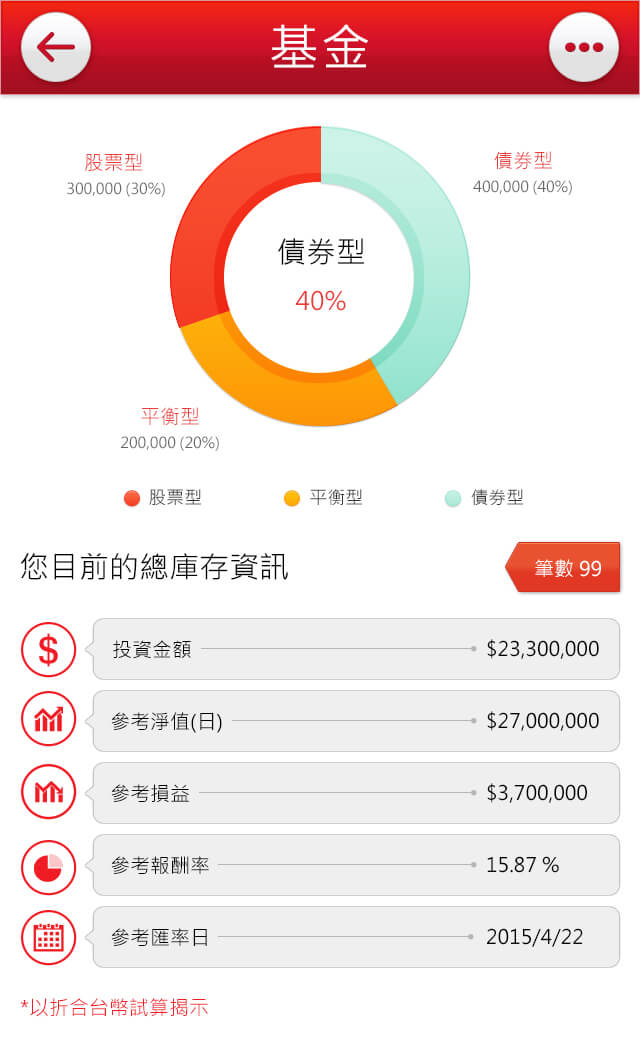 基金
股票型
300,000 (30%)
債券型
400,000 (40%)
債券型
40%
平衡型
200,000 (20%)
股票型
平衡型
債券型
您目前的總庫存資訊
筆數 99
投資金額 $23,300,000
參考淨值(日) $27,000,000
參考損益 $3,700,000
參考報酬率 15.87 %
參考匯率日 2015/4/22
*以折合台幣試算揭示